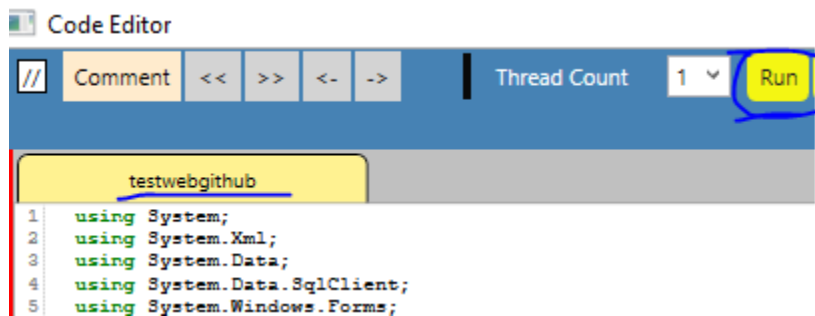 Code Editor
// Comment << >> <- -> Thread Count 1 Run
testwebgithub
1 using System;
2 using System.Xml;
3 using System.Data;
4 using System.Data.SqlClient;
5 using System.Windows.Forms;